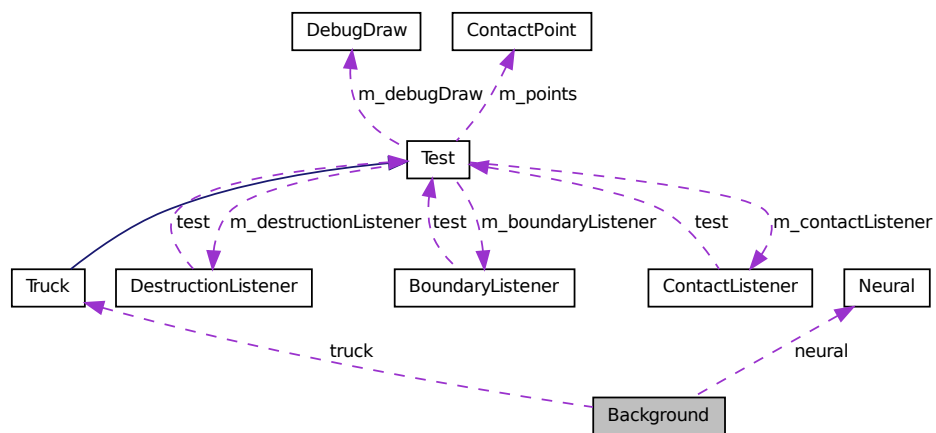 DebugDraw
ContactPoint
m_debugDraw
m_points
Test
test
m_destructionListener
test
m_boundaryListener
test
m_contactListener
Truck
DestructionListener
BoundaryListener
ContactListener
Neural
truck
neural
Background